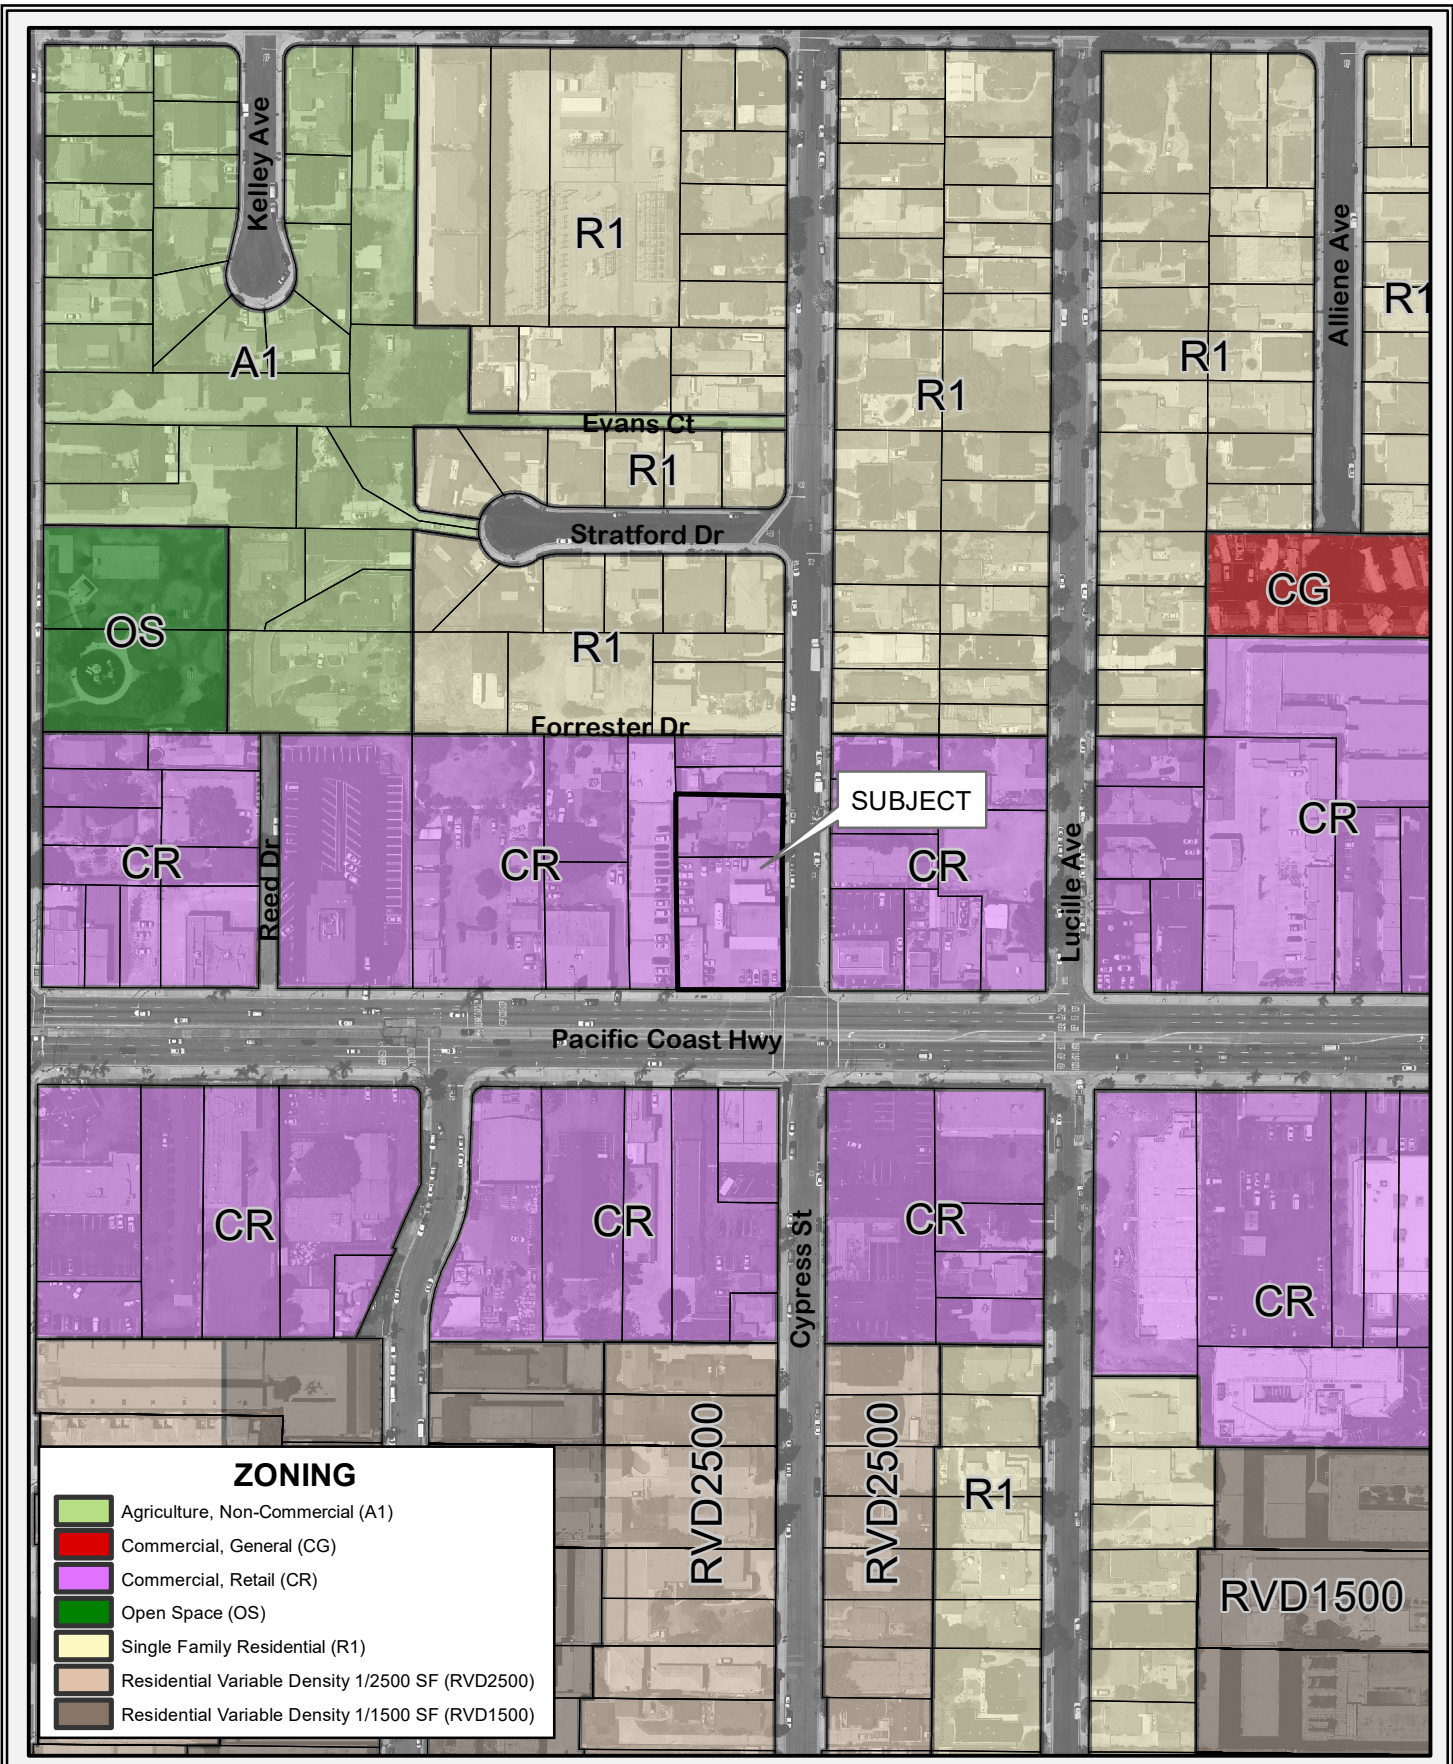 Kelley Ave
R1
Alliene Ave
R1
A1
R1
R1
Evans Ct
R1
Stratford Dr
CG
OS
R1
Forrester Dr
SUBJECT
CR
CR
CR
CR
Reed Dr
Lucille Ave
Pacific Coast Hwy
CR
CR
CR
Cypress St
CR
RVD2500
RVD2500
R1
RVD1500
ZONING
Agriculture, Non-Commercial (A1)
Commercial, General (CG)
Commercial, Retail (CR)
Open Space (OS)
Single Family Residential (R1)
Residential Variable Density 1/2500 SF (RVD2500)
Residential Variable Density 1/1500 SF (RVD1500)